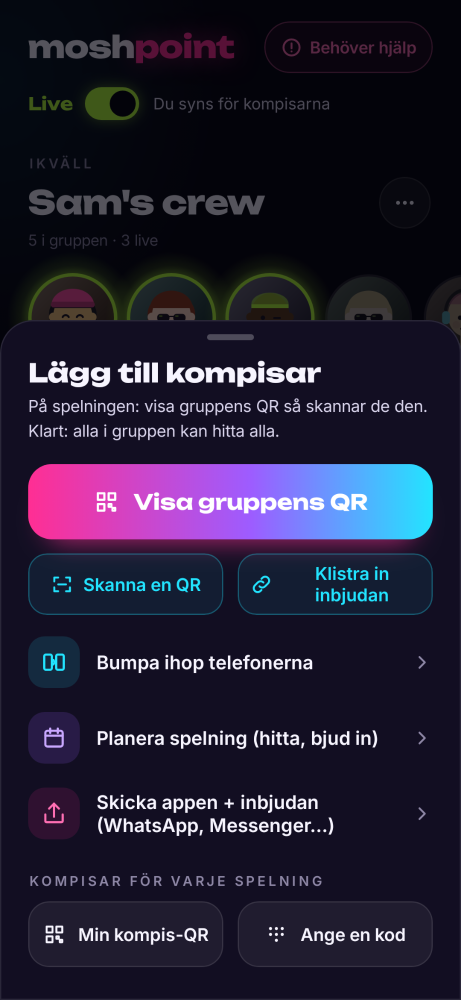 moshpoint
Behöver hjälp
Live
Du syns för kompisarna
IKVÄLL
Sam's crew
5 i gruppen · 3 live
Lägg till kompisar
På spelningen: visa gruppens QR så skannar de den.
Klart: alla i gruppen kan hitta alla.
Visa gruppens QR
Skanna en QR
Klistra in
inbjudan
Bumpa ihop telefonerna
Planera spelning (hitta, bjud in)
Skicka appen + inbjudan
(WhatsApp, Messenger…)
KOMPISAR FÖR VARJE SPELNING
Min kompis-QR
Ange en kod